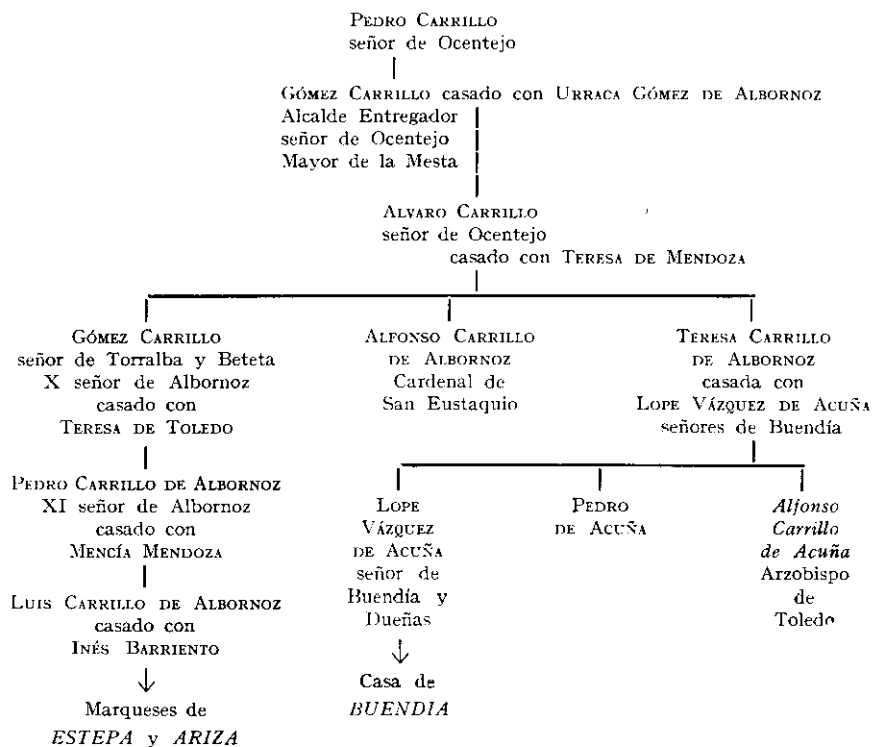 PEDRO CARRILLO
señor de Ocentejo
GÓMEZ CARRILLO casado con URRACA GÓMEZ DE ALBORNOZ
Alcalde Entregador
señor de Ocentejo
Mayor de la Mesta
ALVARO CARRILLO
señor de Ocentejo
casado con TERESA DE MENDOZA
GÓMEZ CARRILLO
señor de Torralba y Beteta
X señor de Albornoz
casado con
TERESA DE TOLEDO
ALFONSO CARRILLO
DE ALBORNOZ
Cardenal de
San Eustaquio
TERESA CARRILLO
DE ALBORNOZ
casada con
LOPE VÁZQUEZ DE ACUÑA
señores de Buendía
PEDRO CARRILLO DE ALBORNOZ
XI señor de Albornoz
casado con
MENCÍA MENDOZA
LUIS CARRILLO DE ALBORNOZ
casado con
INÉS BARRIENTO
Marqueses de
ESTEPA y ARIZA
LOPE
VÁZQUEZ
DE ACUÑA
señor de
Buendía y
Dueñas
Casa de
BUENDIA
PEDRO
DE ACUÑA
Alfonso
Carrillo
de Acuña
Arzobispo
de
Toledo